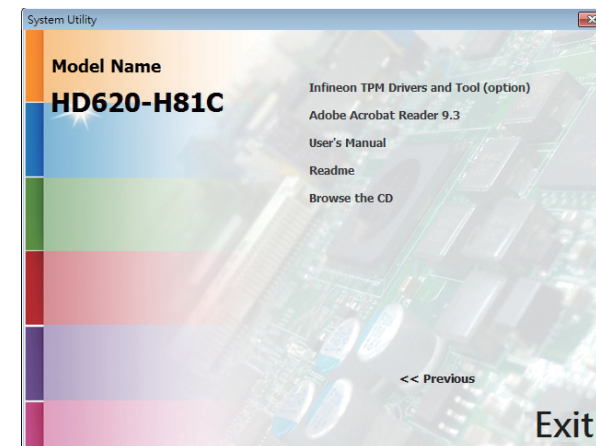 System Utility
Model Name
HD620-H81C
Infineon TPM Drivers and Tool (option)
Adobe Acrobat Reader 9.3
User's Manual
Readme
Browse the CD
<< Previous
Exit